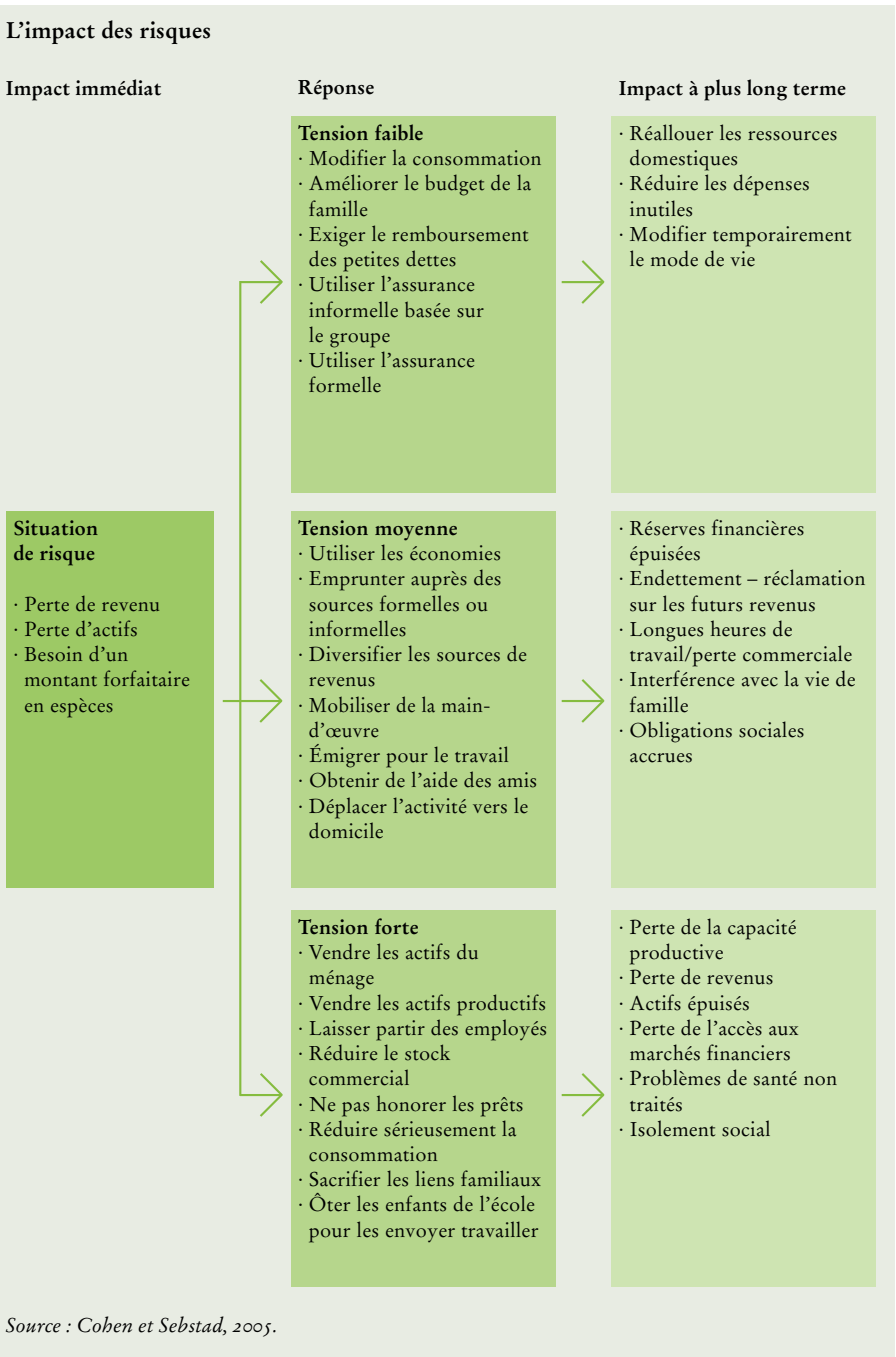 L’impact des risques
Impact immédiat
Réponse
Impact à plus long terme
Situation
de risque
· Perte de revenu
· Perte d’actifs
· Besoin d’un
montant forfaitaire
en espèces
Tension faible
· Modifier la consommation
· Améliorer le budget de la
famille
· Exiger le remboursement
des petites dettes
· Utiliser l’assurance
informelle basée sur
le groupe
· Utiliser l’assurance
formelle
· Réallouer les ressources
domestiques
· Réduire les dépenses
inutiles
· Modifier temporairement
le mode de vie
Tension moyenne
· Utiliser les économies
· Emprunter auprès des
sources formelles ou
informelles
· Diversifier les sources de
revenus
· Mobiliser de la main-
d’œuvre
· Émigrer pour le travail
· Obtenir de l’aide des amis
· Déplacer l’activité vers le
domicile
· Réserves financières
épuisées
· Endettement – réclamation
sur les futurs revenus
· Longues heures de
travail/perte commerciale
· Interférence avec la vie de
famille
· Obligations sociales
accrues
Tension forte
· Vendre les actifs du
ménage
· Vendre les actifs productifs
· Laisser partir des employés
· Réduire le stock
commercial
· Ne pas honorer les prêts
· Réduire sérieusement la
consommation
· Sacrifier les liens familiaux
· Ôter les enfants de l’école
pour les envoyer travailler
· Perte de la capacité
productive
· Perte de revenus
· Actifs épuisés
· Perte de l’accès aux
marchés financiers
· Problèmes de santé non
traités
· Isolement social
Source : Cohen et Sebstad, 2005.